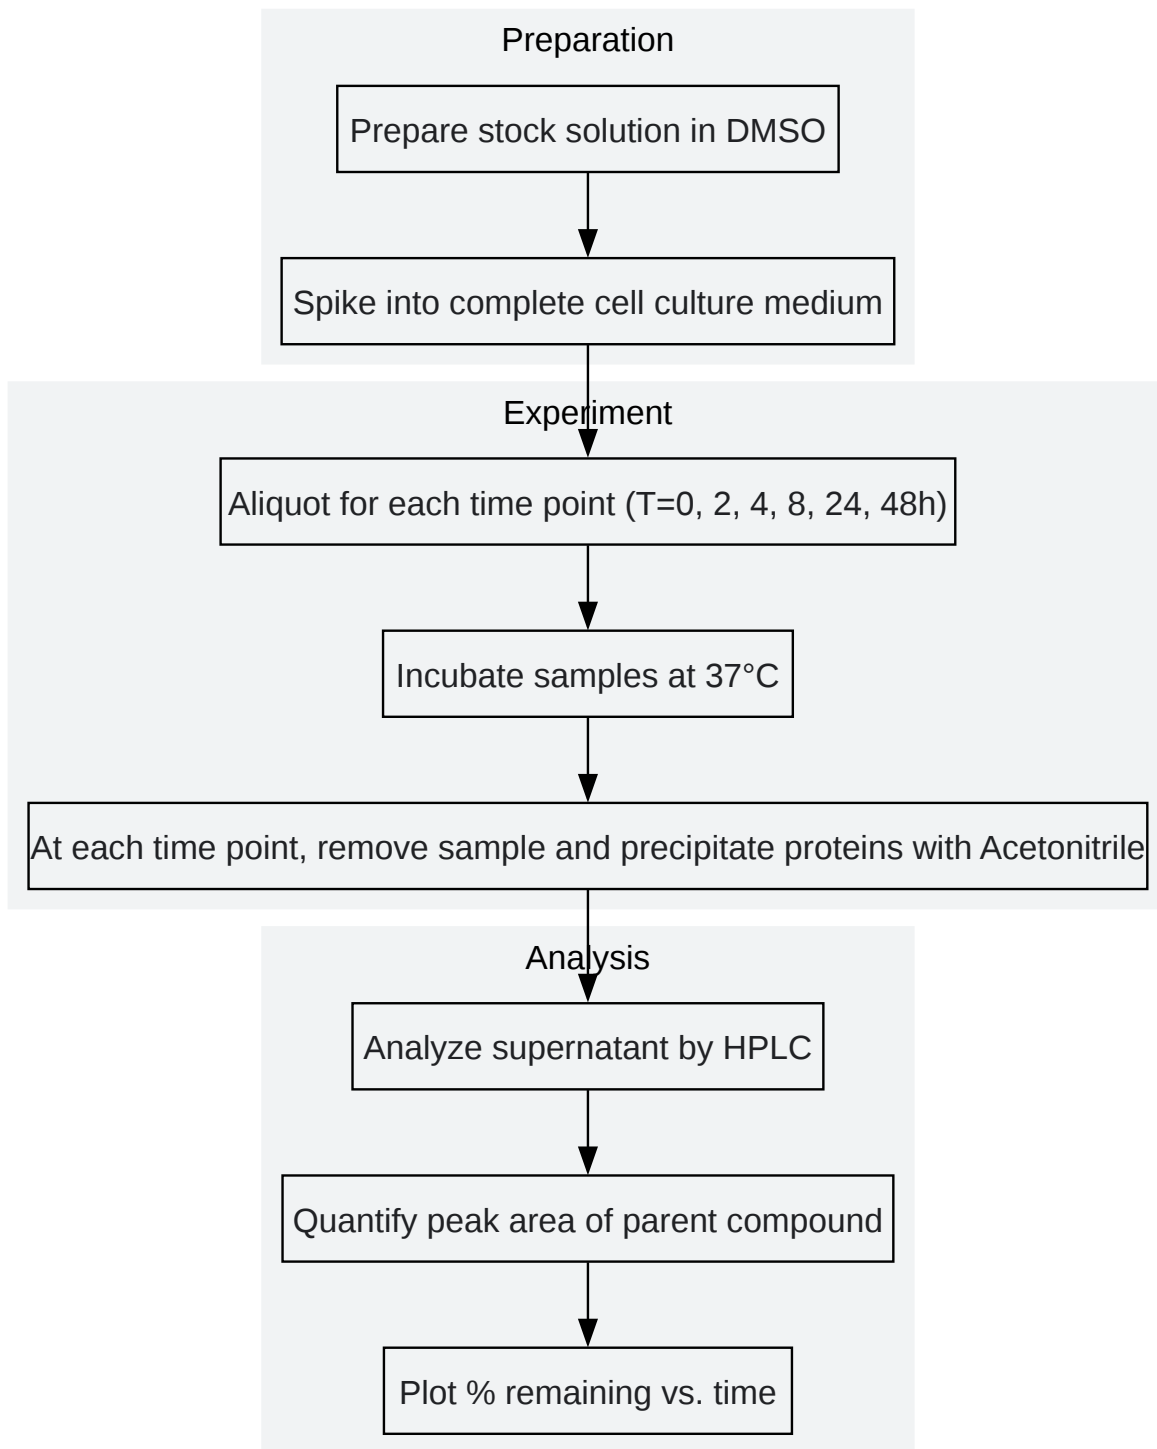 Preparation
Prepare stock solution in DMSO
Spike into complete cell culture medium
Experiment
Aliquot for each time point (T=0, 2, 4, 8, 24, 48h)
Incubate samples at 37°C
At each time point, remove sample and precipitate proteins with Acetonitrile
Analysis
Analyze supernatant by HPLC
Quantify peak area of parent compound
Plot % remaining vs. time